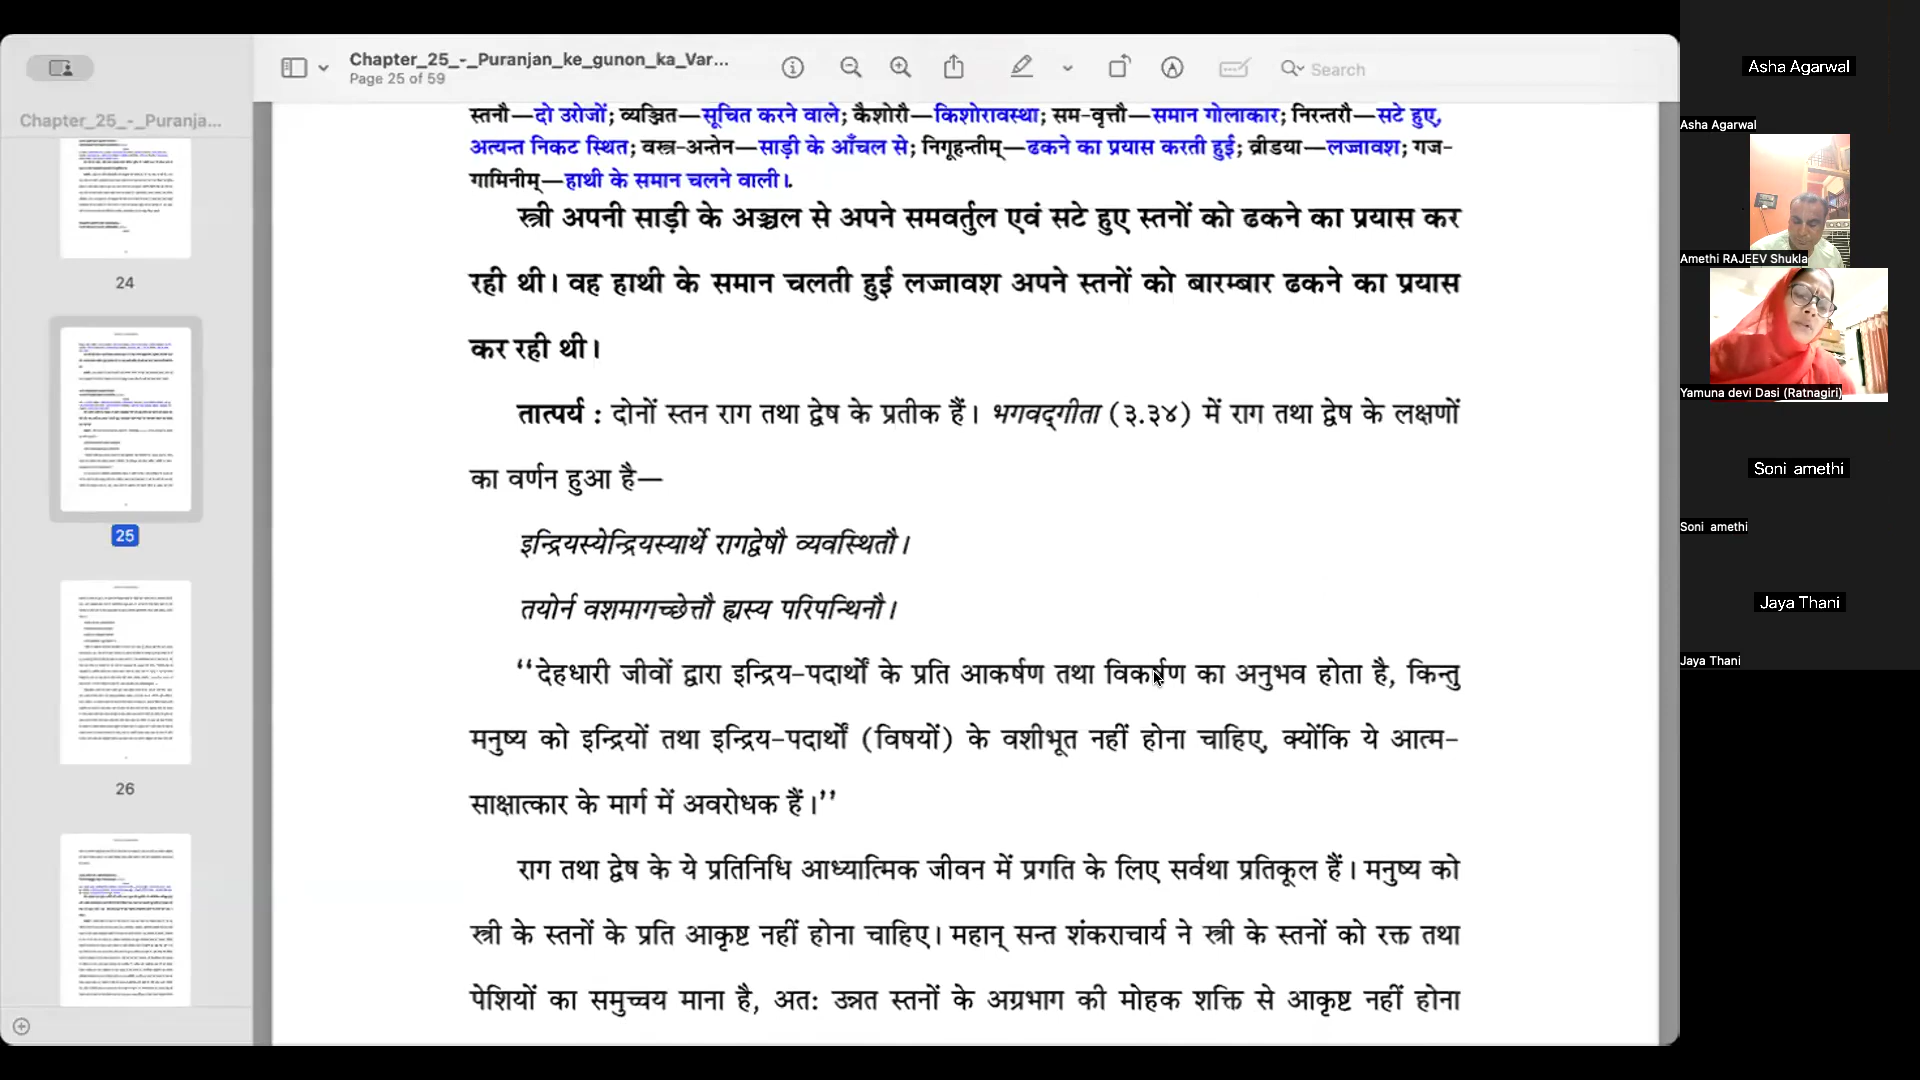 Chapter_25_-_Puranjan_ke_gunon_ka_Var...
Page 25 of 59
Search
Chapter_25_-_Puranja...
24
25
26
स्तनौ—दो उरोजों; व्यञ्जित—सूचित करने वाले; कैशोरौ—किशोरावस्था; सम-वृत्तौ—समान गोलाकार; निरन्तरौ—सटे हुए,
अत्यन्त निकट स्थित; वस्त्र-अन्तेन—साड़ी के आँचल से; निगूहन्तीम्—ढकने का प्रयास करती हुई; व्रीडया—लज्जावश; गज-
गामिनीम्—हाथी के समान चलने वाली।.
स्त्री अपनी साड़ी के अञ्चल से अपने समवर्तुल एवं सटे हुए स्तनों को ढकने का प्रयास कर
रही थी। वह हाथी के समान चलती हुई लज्जावश अपने स्तनों को बारम्बार ढकने का प्रयास
कर रही थी।
तात्पर्य : दोनों स्तन राग तथा द्वेष के प्रतीक हैं। भगवद्‌गीता (३.३४) में राग तथा द्वेष के लक्षणों
का वर्णन हुआ है—
इन्द्रियस्येन्द्रियस्यार्थे रागद्वेषौ व्यवस्थितौ।
तयोर्न वशमागच्छेत्तौ ह्यस्य परिपन्थिनौ।
‘‘देहधारी जीवों द्वारा इन्द्रिय-पदार्थों के प्रति आकर्षण तथा विकर्षण का अनुभव होता है, किन्तु
मनुष्य को इन्द्रियों तथा इन्द्रिय-पदार्थों (विषयों) के वशीभूत नहीं होना चाहिए, क्योंकि ये आत्म-
साक्षात्कार के मार्ग में अवरोधक हैं।’’
राग तथा द्वेष के ये प्रतिनिधि आध्यात्मिक जीवन में प्रगति के लिए सर्वथा प्रतिकूल हैं। मनुष्य को
स्त्री के स्तनों के प्रति आकृष्ट नहीं होना चाहिए। महान् सन्त शंकराचार्य ने स्त्री के स्तनों को रक्त तथा
पेशियों का समुच्चय माना है, अत: उन्नत स्तनों के अग्रभाग की मोहक शक्ति से आकृष्ट नहीं होना
Asha Agarwal
Asha Agarwal
Amethi RAJEEV Shukla
Yamuna devi Dasi (Ratnagiri)
Soni amethi
Soni amethi
Jaya Thani
Jaya Thani